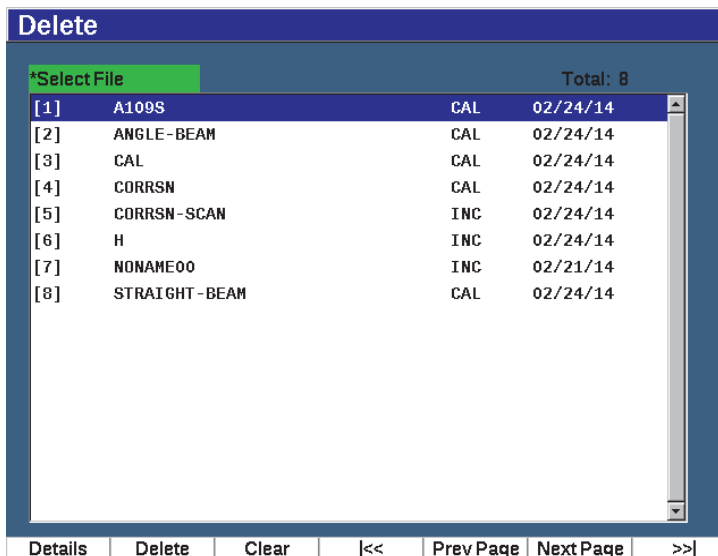 Delete
*Select File Total: 8
[1] A109S CAL 02/24/14
[2] ANGLE-BEAM CAL 02/24/14
[3] CAL CAL 02/24/14
[4] CORRSN CAL 02/24/14
[5] CORRSN-SCAN INC 02/24/14
[6] H INC 02/24/14
[7] NONAME00 INC 02/21/14
[8] STRAIGHT-BEAM CAL 02/24/14
Details Delete Clear |<< Prev Page Next Page >>|